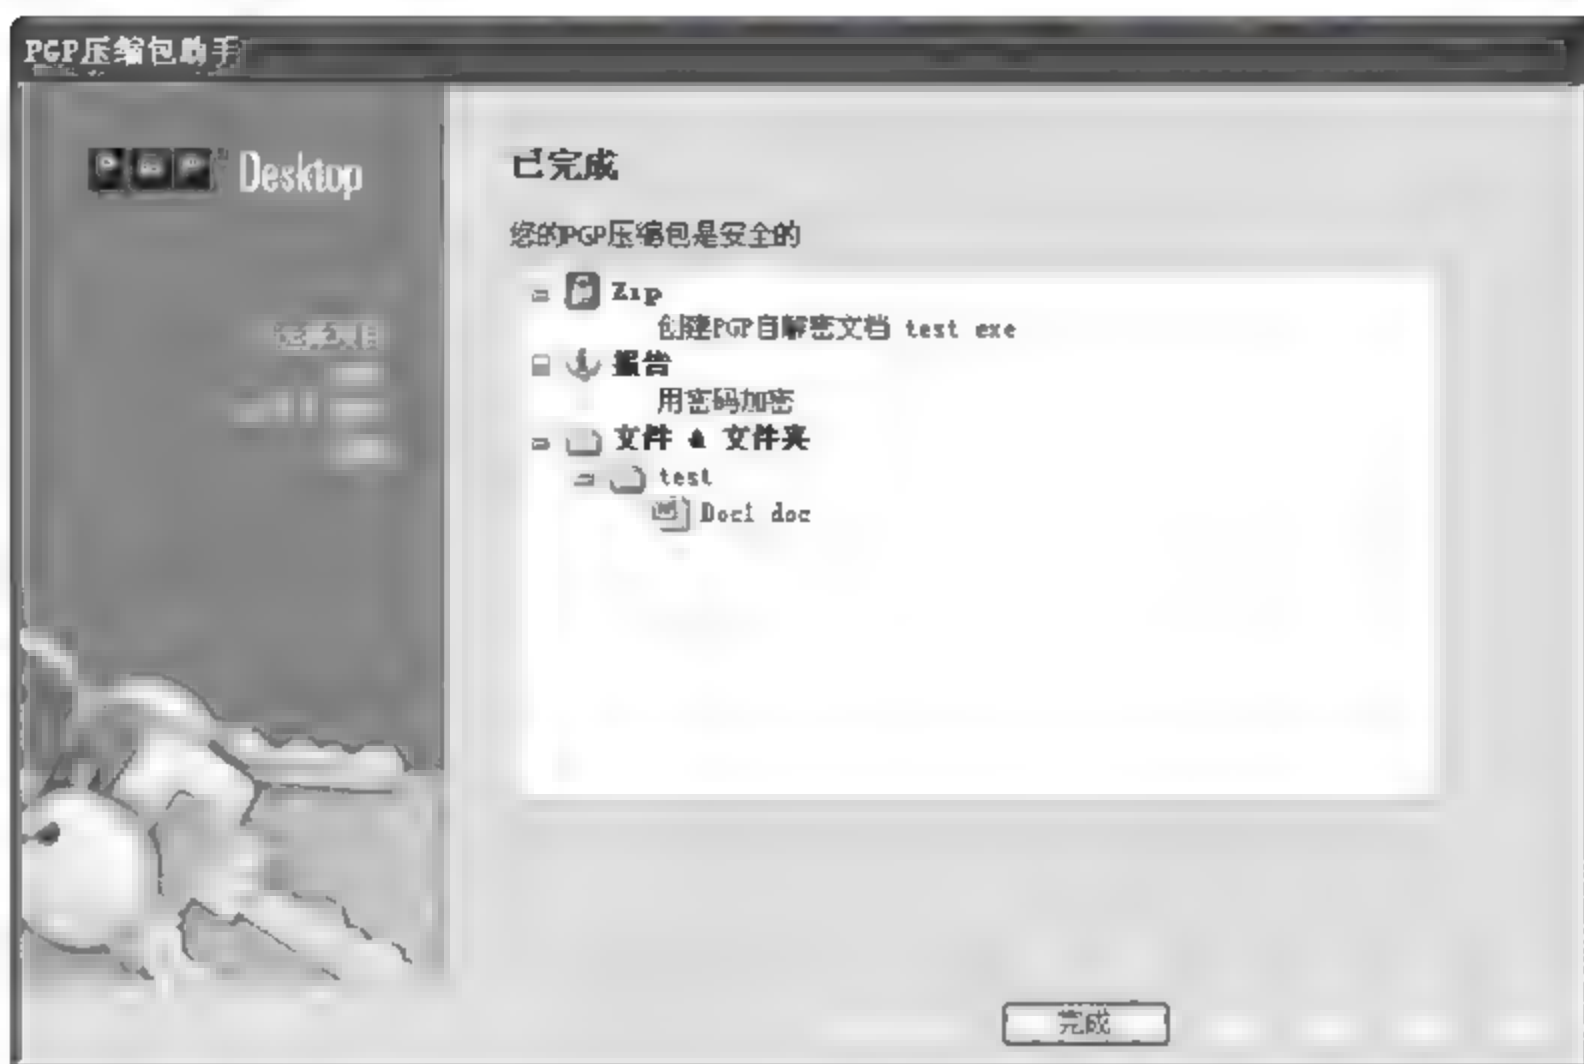 PGP压缩包助手
PGP Desktop
已完成
您的PGP压缩包是安全的
Zip
创建PGP自解密文档 test exe
报告
用密码加密
文件 & 文件夹
test
Doc1 doc
完成